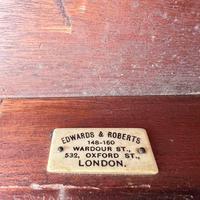 EDWARDS & ROBERTS
148-160
WARDOUR ST.,
532, OXFORD ST.,
LONDON.